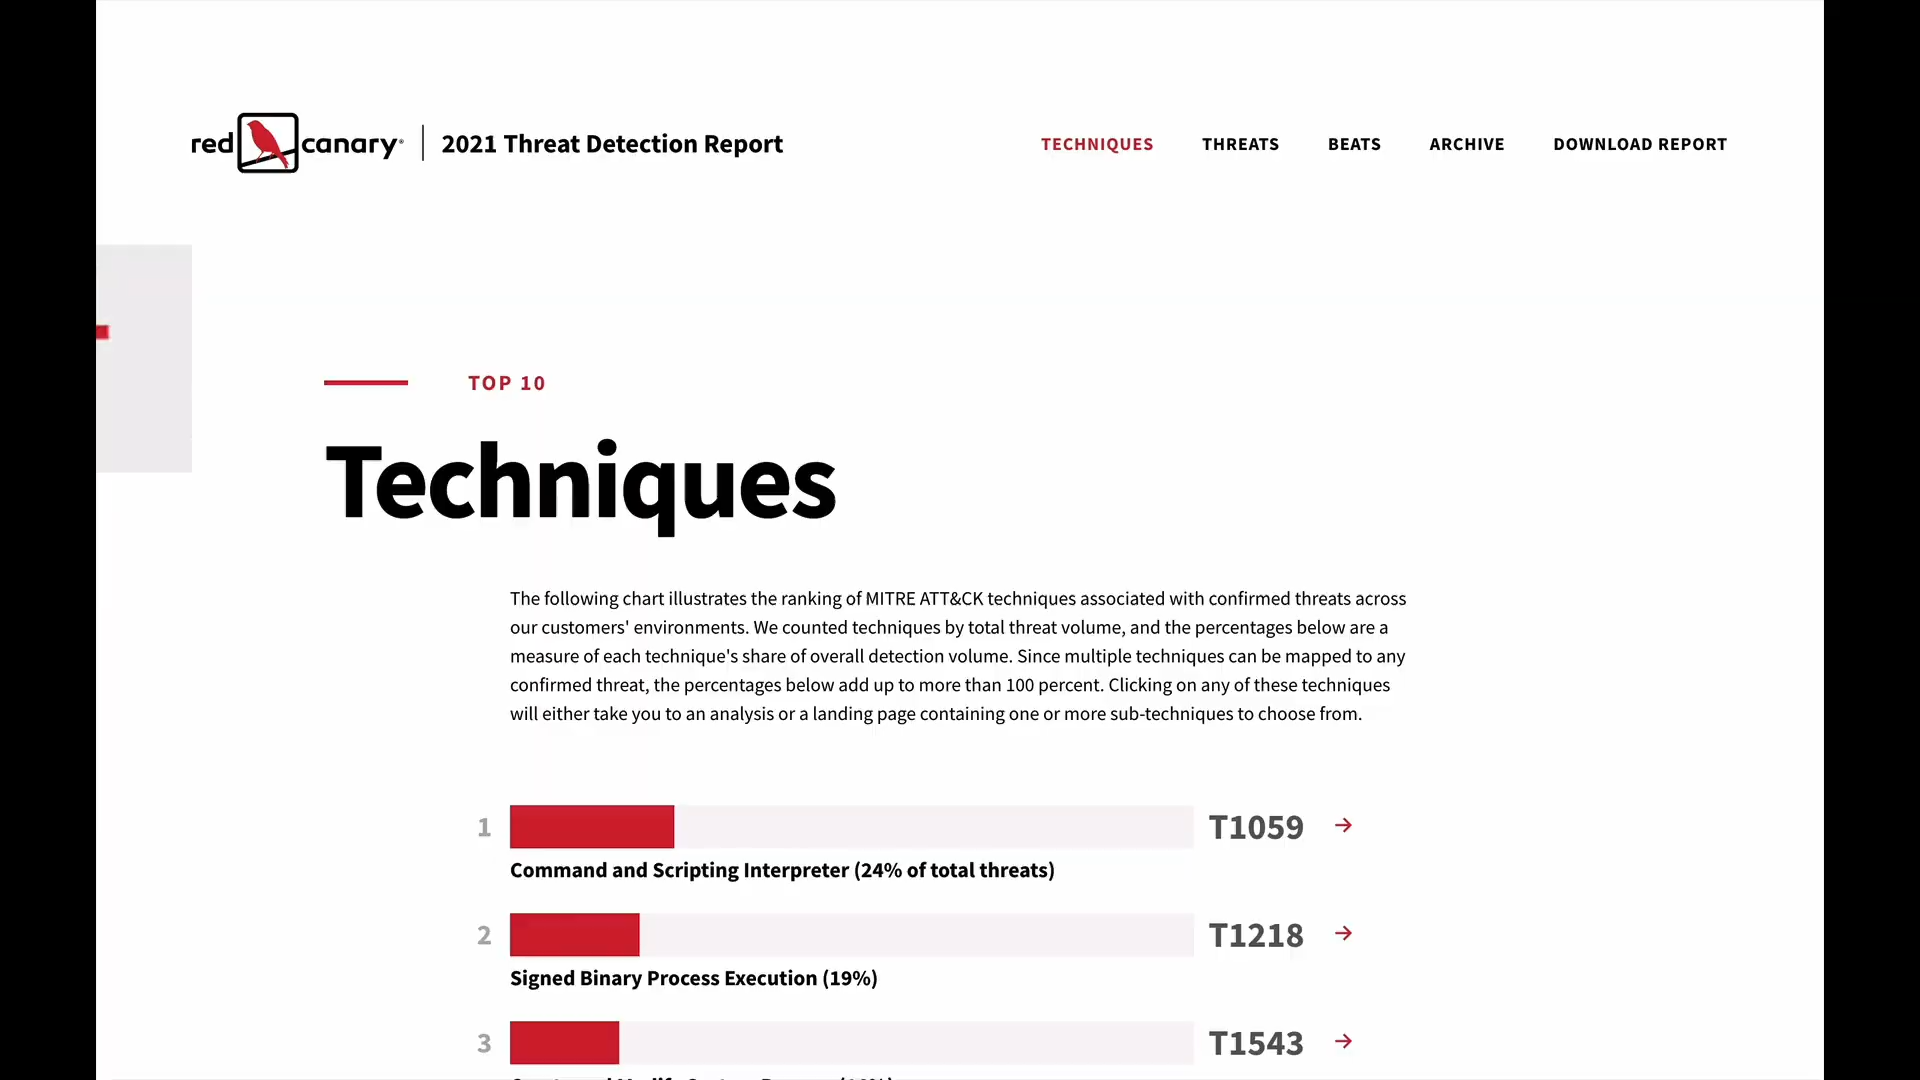 red canary® | 2021 Threat Detection Report
TECHNIQUES THREATS BEATS ARCHIVE DOWNLOAD REPORT
TOP 10
Techniques
The following chart illustrates the ranking of MITRE ATT&CK techniques associated with confirmed threats across
our customers' environments. We counted techniques by total threat volume, and the percentages below are a
measure of each technique's share of overall detection volume. Since multiple techniques can be mapped to any
confirmed threat, the percentages below add up to more than 100 percent. Clicking on any of these techniques
will either take you to an analysis or a landing page containing one or more sub-techniques to choose from.
1 T1059 →
Command and Scripting Interpreter (24% of total threats)
2 T1218 →
Signed Binary Process Execution (19%)
3 T1543 →